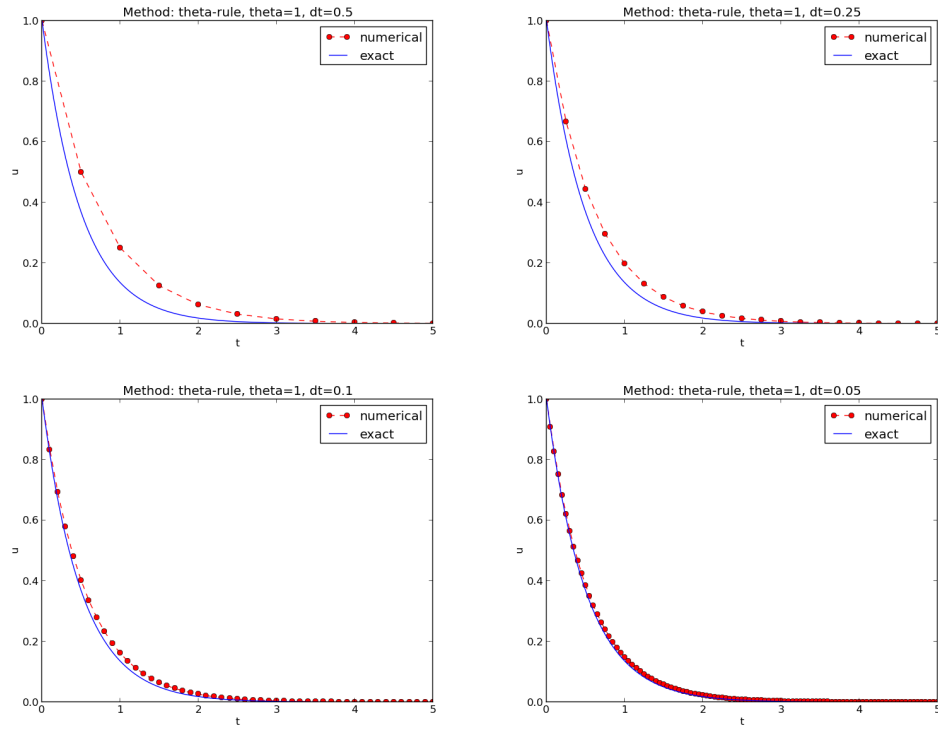 Method: theta-rule, theta=1, dt=0.5
1.0
0.8
0.6
0.4
0.2
0.0
u
numerical
exact
0 1 2 3 4 5
t
Method: theta-rule, theta=1, dt=0.25
1.0
0.8
0.6
0.4
0.2
0.0
u
numerical
exact
0 1 2 3 4 5
t
Method: theta-rule, theta=1, dt=0.1
1.0
0.8
0.6
0.4
0.2
0.0
u
numerical
exact
0 1 2 3 4 5
t
Method: theta-rule, theta=1, dt=0.05
1.0
0.8
0.6
0.4
0.2
0.0
u
numerical
exact
0 1 2 3 4 5
t